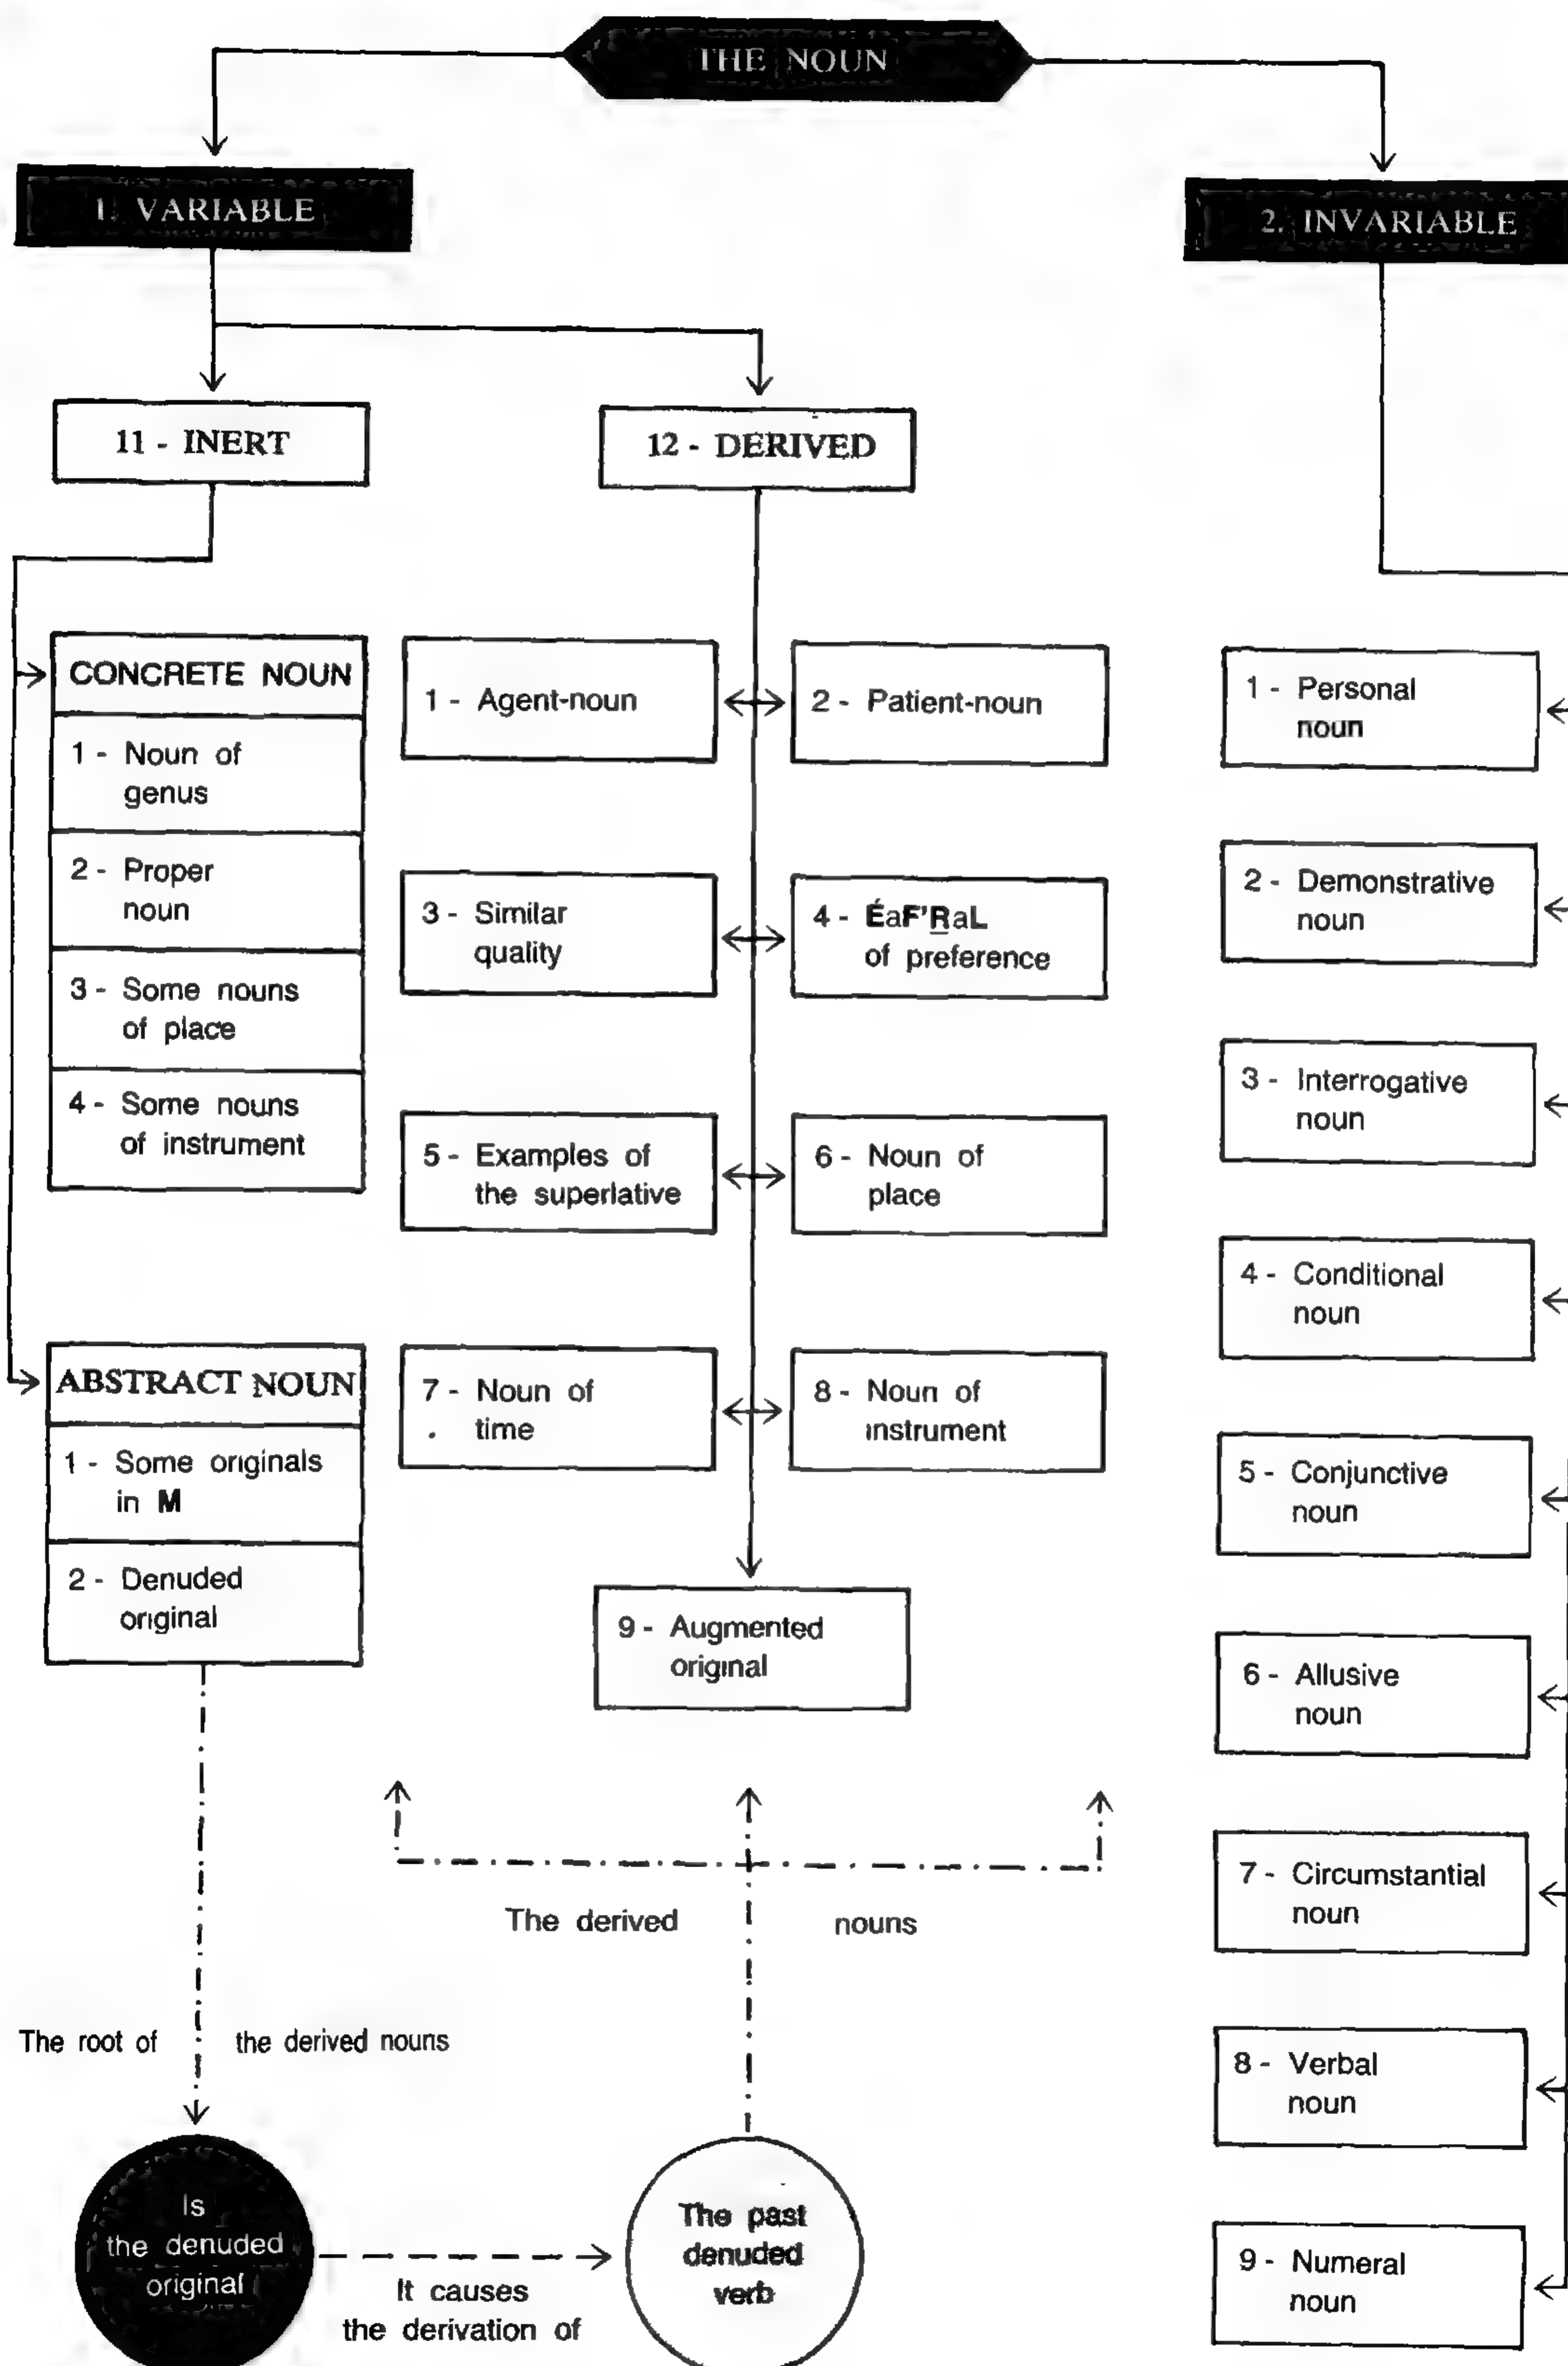 THE NOUN
1. VARIABLE
2. INVARIABLE
11 - INERT
12 - DERIVED
CONCRETE NOUN
1 - Noun of
genus
2 - Proper
noun
3 - Some nouns
of place
4 - Some nouns
of instrument
ABSTRACT NOUN
1 - Some originals
in M
2 - Denuded
original
1 - Agent-noun
2 - Patient-noun
3 - Similar
quality
4 - ÉaF'RaL
of preference
5 - Examples of
the superlative
6 - Noun of
place
7 - Noun of
time
8 - Noun of
instrument
9 - Augmented
original
1 - Personal
noun
2 - Demonstrative
noun
3 - Interrogative
noun
4 - Conditional
noun
5 - Conjunctive
noun
6 - Allusive
noun
7 - Circumstantial
noun
8 - Verbal
noun
9 - Numeral
noun
The derived nouns
The root of the derived nouns
Is
the denuded
original
It causes
the derivation of
The past
denuded
verb